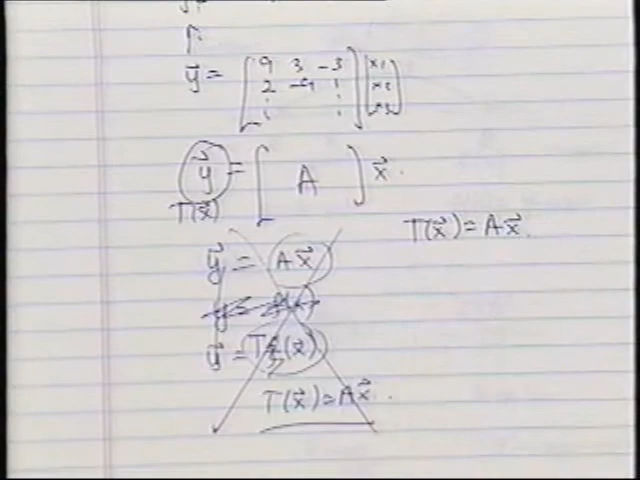 y⃗ = [ 9 3 -3 ] [ x1 ]
[ 2 -4 1 ] [ x2 ]
[ ⋮ ⋮ ] [ x3 ]
y⃗ = [ A ] x⃗.
T(x⃗)
T(x⃗) = Ax⃗.
y⃗ = Ax⃗
y⃗ = T(x⃗)
T(x⃗) = Ax⃗.